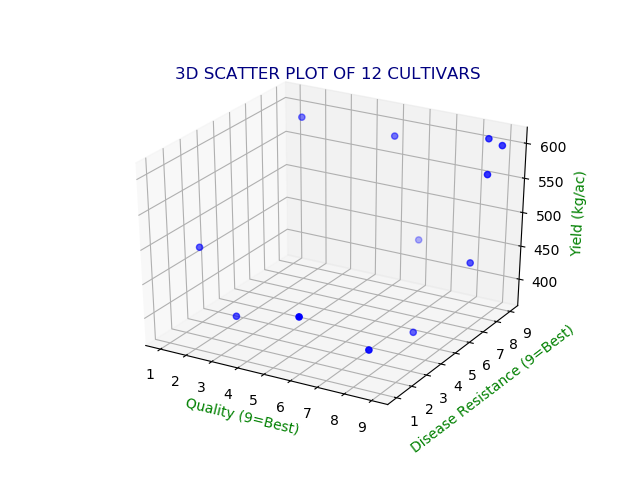 3D SCATTER PLOT OF 12 CULTIVARS
600
550
500
450
400
Yield (kg/ac)
1 2 3 4 5 6 7 8 9
Quality (9=Best)
1 2 3 4 5 6 7 8 9
Disease Resistance (9=Best)